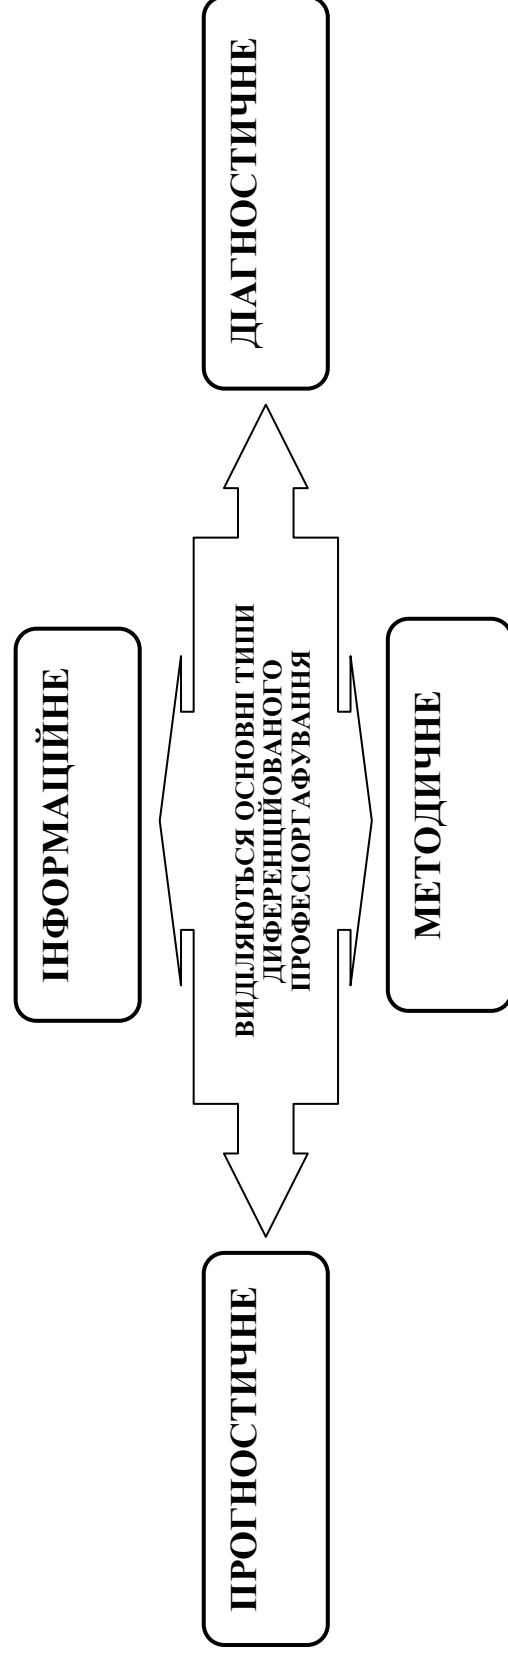 ІНФОРМАЦІЙНЕ
ПРОГНОСТИЧНЕ
ВИДІЛЯЮТЬСЯ ОСНОВНІ ТИПИ
ДИФЕРЕНЦІЙОВАНОГО
ПРОФЕСІОРГАФУВАННЯ
ДІАГНОСТИЧНЕ
МЕТОДИЧНЕ